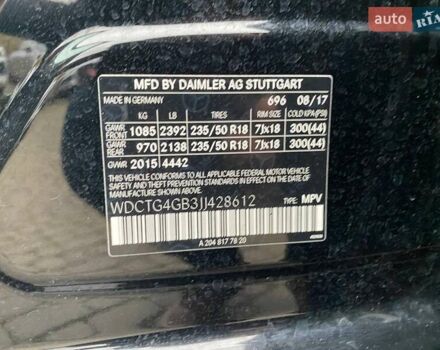 auto RIA
MFD BY DAIMLER AG STUTTGART
MADE IN GERMANY 696 08/17
KG LB TIRES RIM SIZE COLD KPA(PSI)
GAWR FRONT 1085 2392 235/50 R18 7Jx18 300(44)
GAWR REAR 970 2138 235/50 R18 7Jx18 300(44)
GVWR 2015 4442
THIS VEHICLE CONFORMS TO ALL APPLICABLE
FEDERAL MOTOR VEHICLE SAFETY, BUMPER, AND
THEFT PREVENTION STANDARDS IN EFFECT ON
THE DATE OF MANUFACTURE SHOWN ABOVE.
WDCTG4GB3JJ428612 TYPE: MPV
A 204 817 78 20